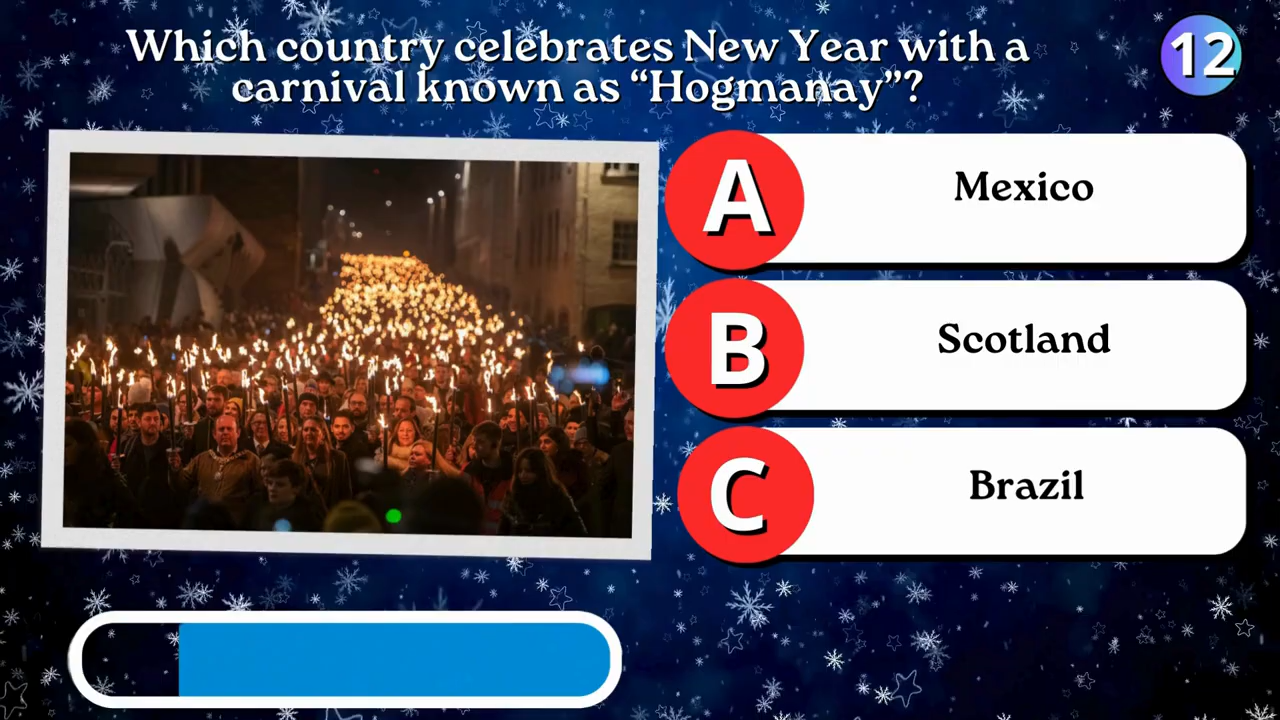 Which country celebrates New Year with a
carnival known as “Hogmanay”?
12
A
Mexico
B
Scotland
C
Brazil